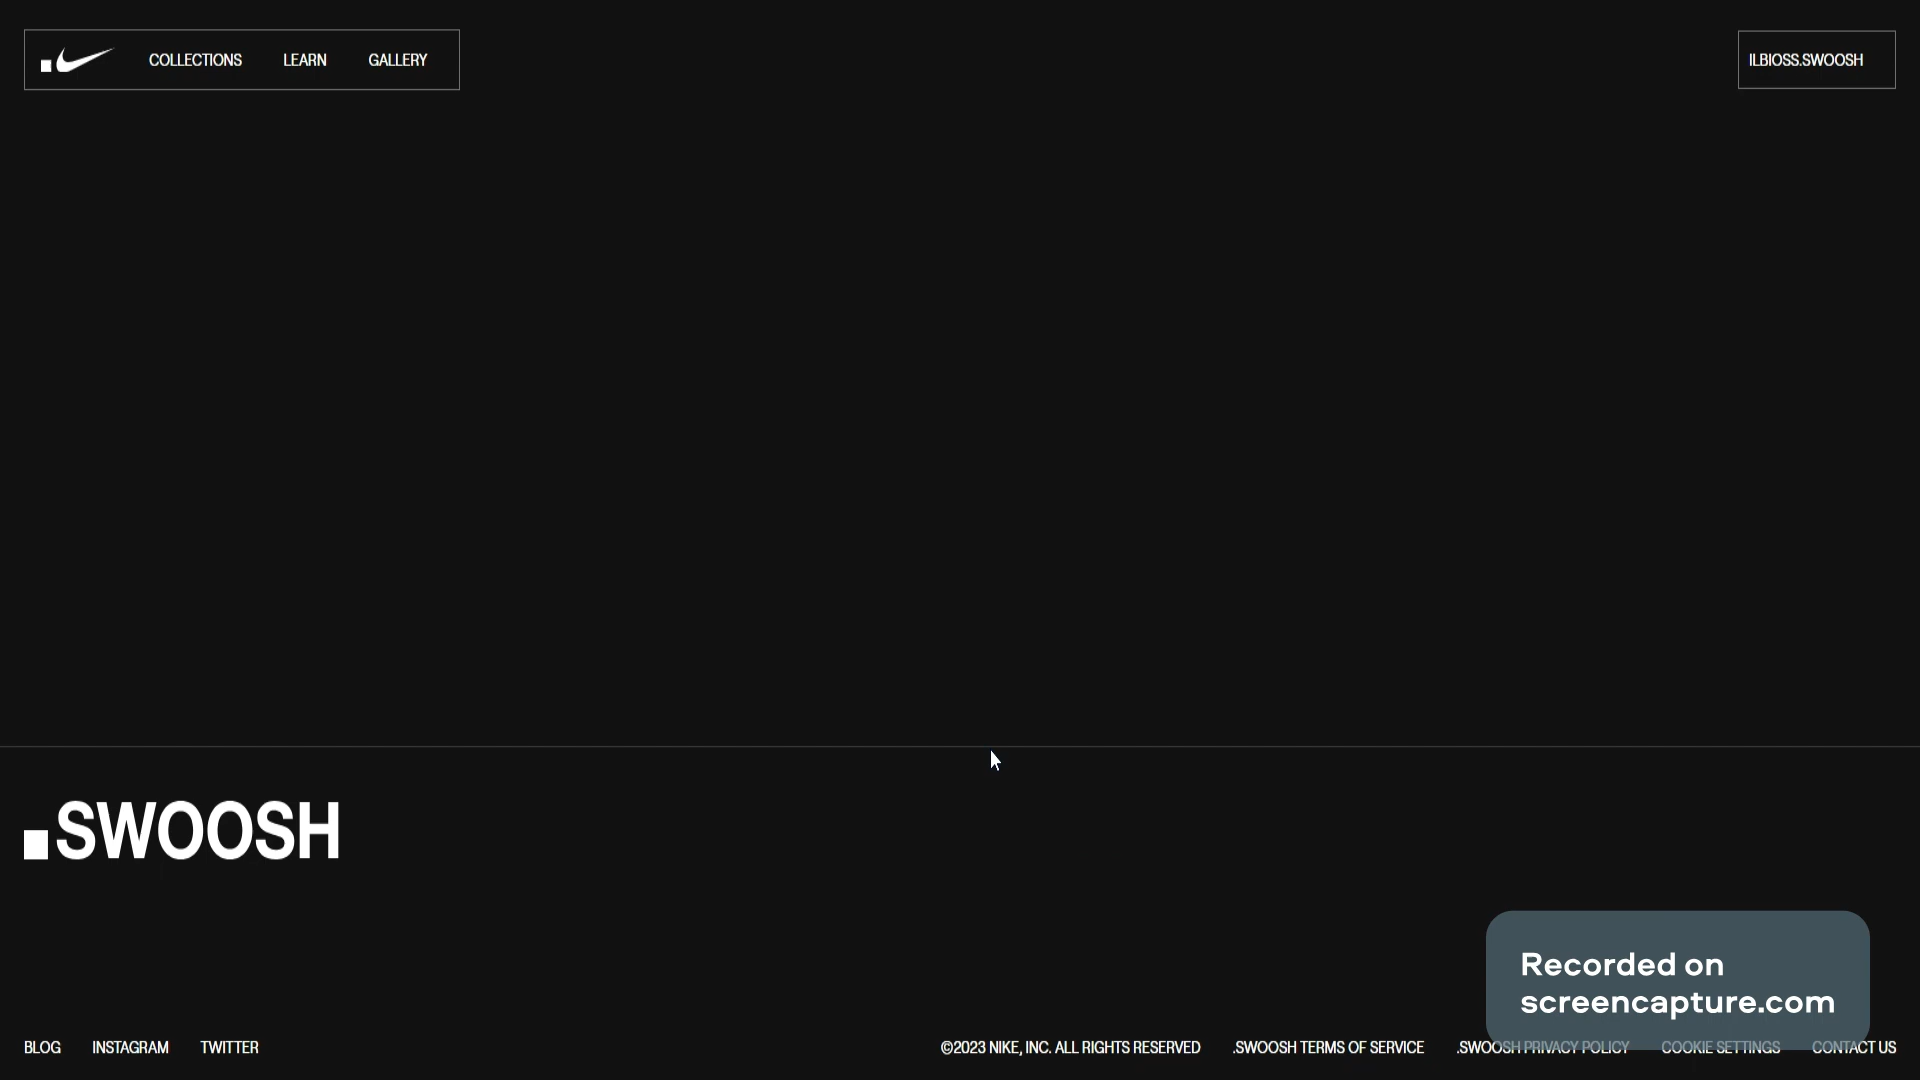 COLLECTIONS LEARN GALLERY ILBIOSS.SWOOSH
.SWOOSH
Recorded on
screencapture.com
BLOG INSTAGRAM TWITTER ©2023 NIKE, INC. ALL RIGHTS RESERVED .SWOOSH TERMS OF SERVICE .SWOOSH PRIVACY POLICY COOKIE SETTINGS CONTACT US